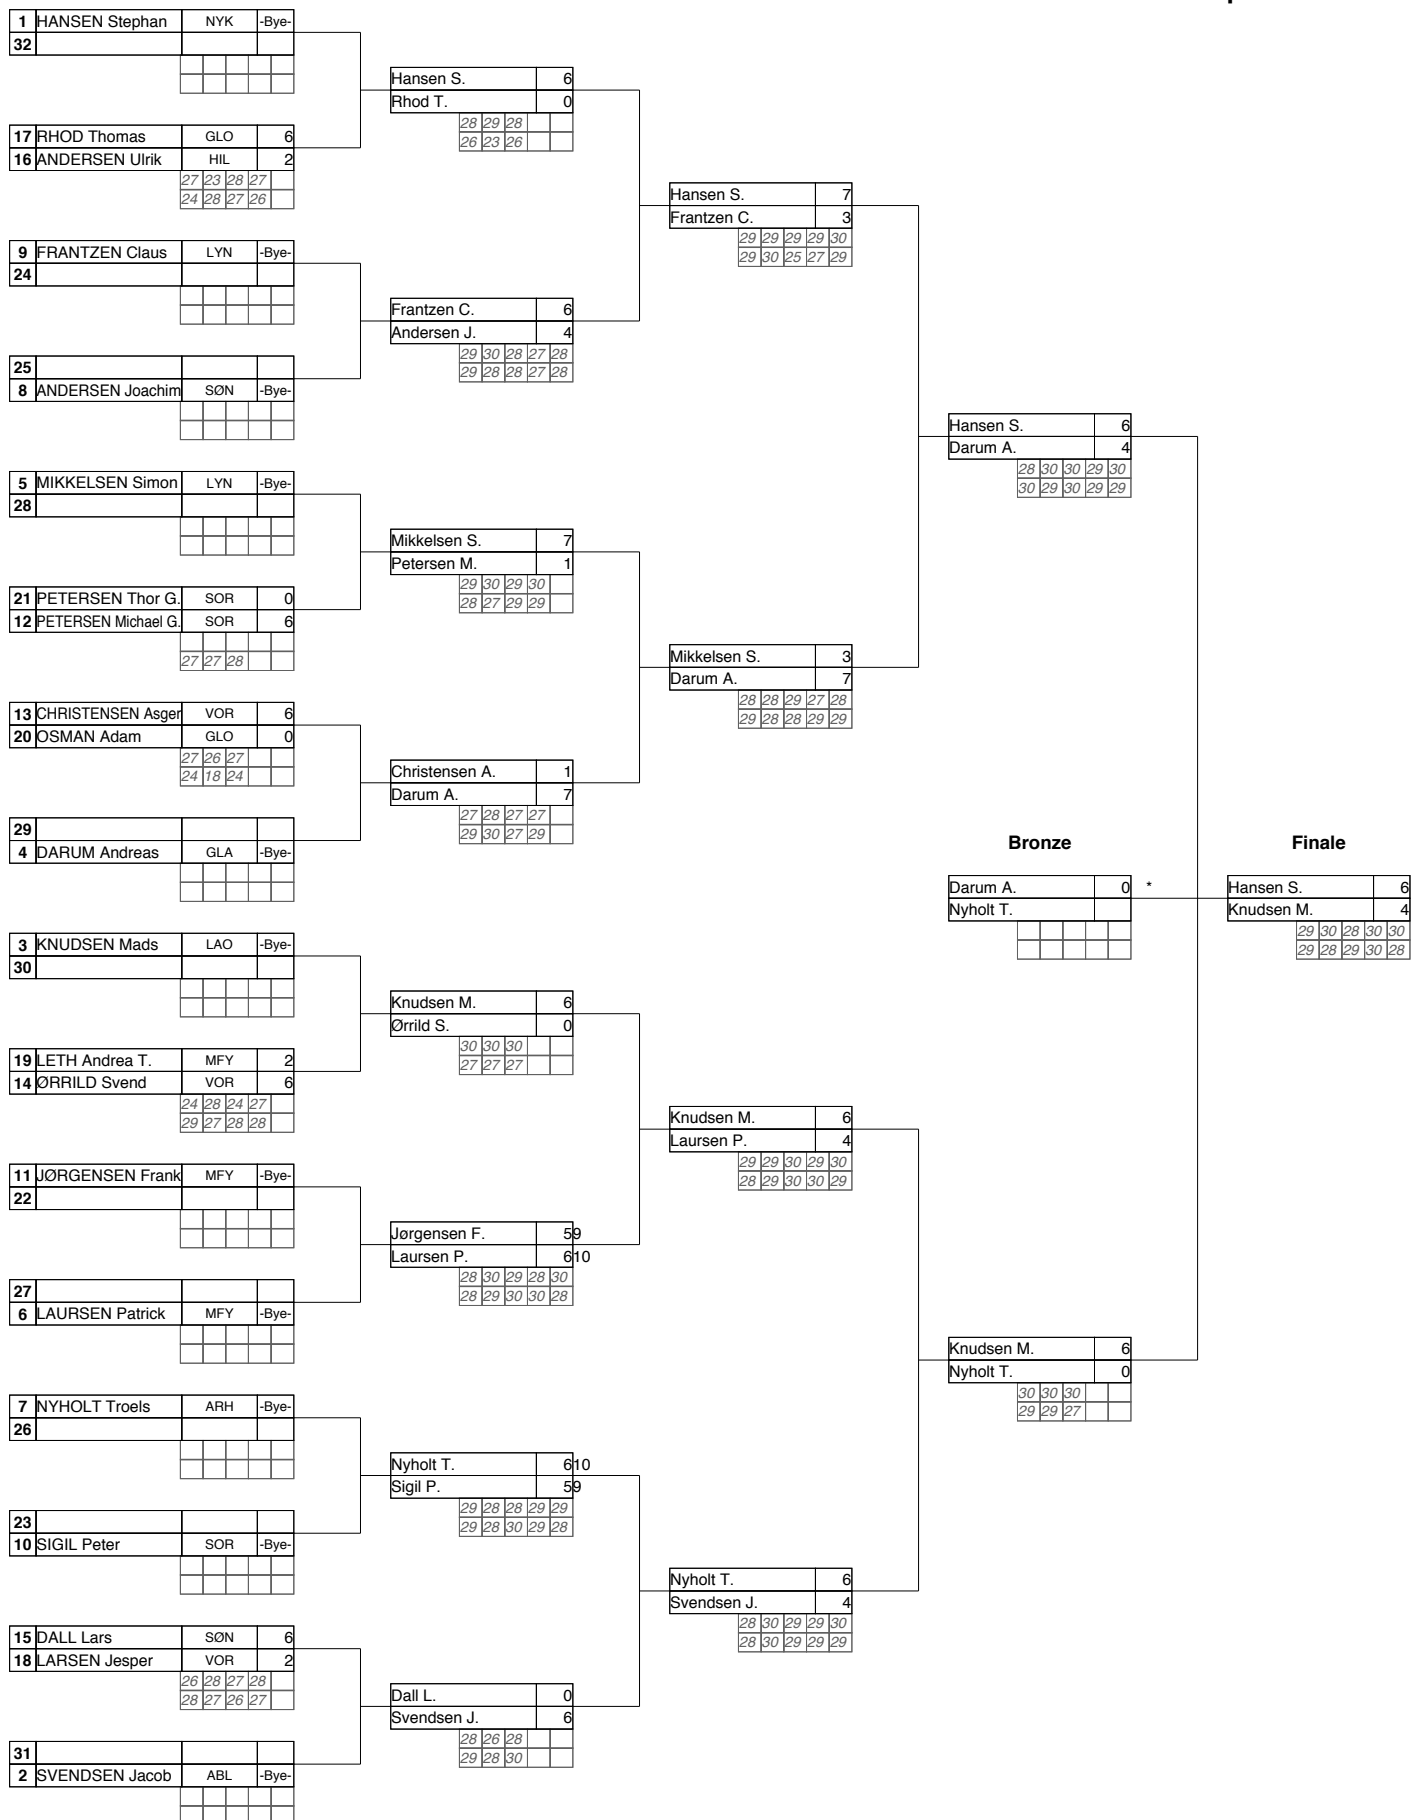 1 HANSEN Stephan NYK -Bye-
32
Hansen S. 6
Rhod T. 0
28 29 28
26 23 26
17 RHOD Thomas GLO 6
16 ANDERSEN Ulrik HIL 2
27 23 28 27
24 28 27 26
Hansen S. 7
Frantzen C. 3
29 29 29 29 30
29 30 25 27 29
9 FRANTZEN Claus LYN -Bye-
24
Frantzen C. 6
Andersen J. 4
29 30 28 27 28
29 28 28 27 28
25
8 ANDERSEN Joachim SØN -Bye-
Hansen S. 6
Darum A. 4
28 30 30 29 30
30 29 30 29 29
5 MIKKELSEN Simon LYN -Bye-
28
Mikkelsen S. 7
Petersen M. 1
29 30 29 30
28 27 29 29
21 PETERSEN Thor G. SOR 0
12 PETERSEN Michael G. SOR 6
27 27 28
Mikkelsen S. 3
Darum A. 7
28 28 29 27 28
29 28 28 29 29
13 CHRISTENSEN Asger VOR 6
20 OSMAN Adam GLO 0
27 26 27
24 18 24
Christensen A. 1
Darum A. 7
27 28 27 27
29 30 27 29
29
4 DARUM Andreas GLA -Bye-
Bronze Finale
Darum A. 0 * Hansen S. 6
Nyholt T. Knudsen M. 4
29 30 28 30 30
29 28 29 30 28
3 KNUDSEN Mads LAO -Bye-
30
Knudsen M. 6
Ørrild S. 0
30 30 30
27 27 27
19 LETH Andrea T. MFY 2
14 ØRRILD Svend VOR 6
24 28 24 27
29 27 28 28
Knudsen M. 6
Laursen P. 4
29 29 30 29 30
28 29 30 30 29
11 JØRGENSEN Frank MFY -Bye-
22
Jørgensen F. 5 9
Laursen P. 6 10
28 30 29 28 30
28 29 30 30 28
27
6 LAURSEN Patrick MFY -Bye-
Knudsen M. 6
Nyholt T. 0
30 30 30
29 29 27
7 NYHOLT Troels ARH -Bye-
26
Nyholt T. 6 10
Sigil P. 5 9
29 28 28 29 29
29 28 30 29 28
23
10 SIGIL Peter SOR -Bye-
Nyholt T. 6
Svendsen J. 4
28 30 29 29 30
28 30 29 29 29
15 DALL Lars SØN 6
18 LARSEN Jesper VOR 2
26 28 27 28
28 27 26 27
Dall L. 0
Svendsen J. 6
28 26 28
29 28 30
31
2 SVENDSEN Jacob ABL -Bye-